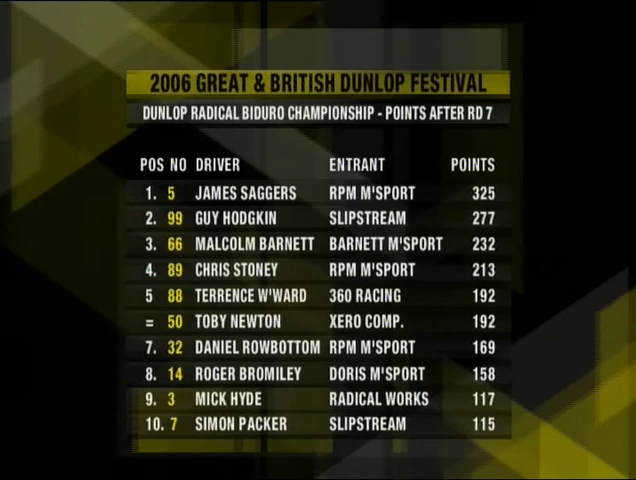 2006 GREAT & BRITISH DUNLOP FESTIVAL
DUNLOP RADICAL BIDURO CHAMPIONSHIP - POINTS AFTER RD 7
POS NO DRIVER ENTRANT POINTS
1. 5 JAMES SAGGERS RPM M'SPORT 325
2. 99 GUY HODGKIN SLIPSTREAM 277
3. 66 MALCOLM BARNETT BARNETT M'SPORT 232
4. 89 CHRIS STONEY RPM M'SPORT 213
5 88 TERRENCE W'WARD 360 RACING 192
= 50 TOBY NEWTON XERO COMP. 192
7. 32 DANIEL ROWBOTTOM RPM M'SPORT 169
8. 14 ROGER BROMILEY DORIS M'SPORT 158
9. 3 MICK HYDE RADICAL WORKS 117
10. 7 SIMON PACKER SLIPSTREAM 115